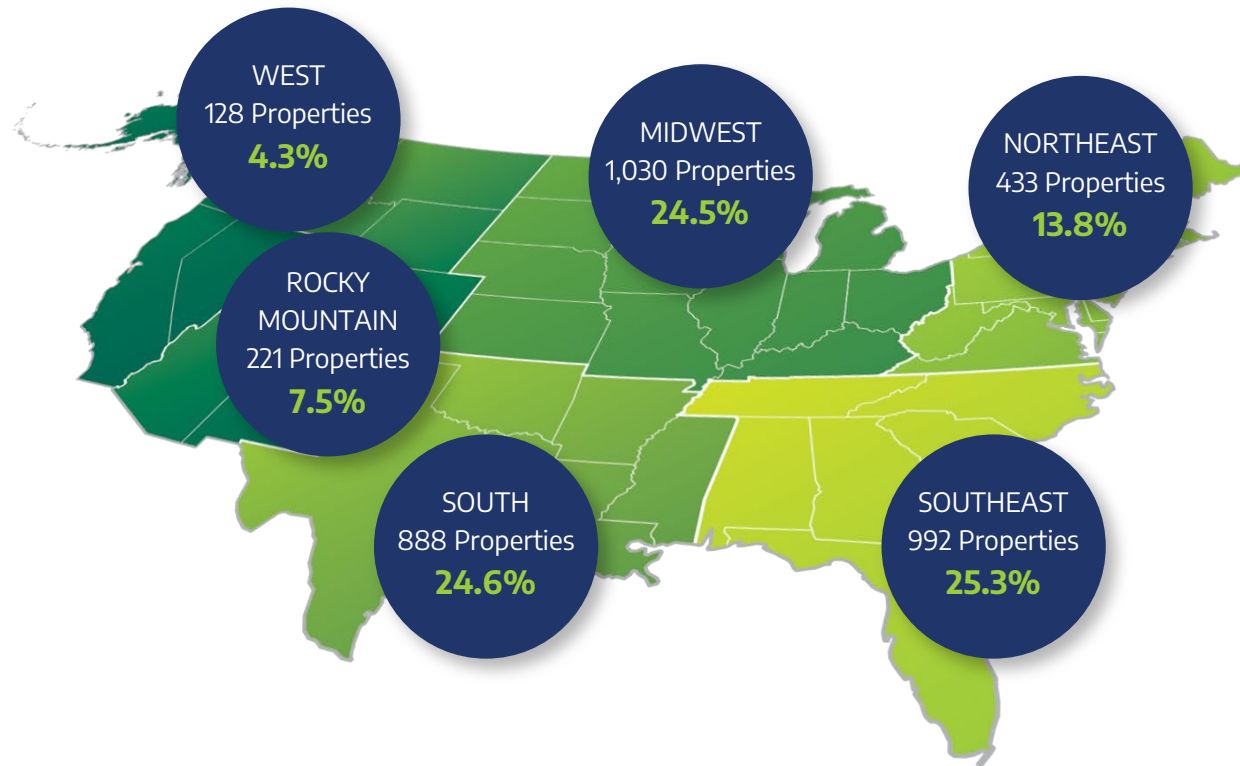 WEST
128 Properties
4.3%
MIDWEST
1,030 Properties
24.5%
NORTHEAST
433 Properties
13.8%
ROCKY
MOUNTAIN
221 Properties
7.5%
SOUTH
888 Properties
24.6%
SOUTHEAST
992 Properties
25.3%